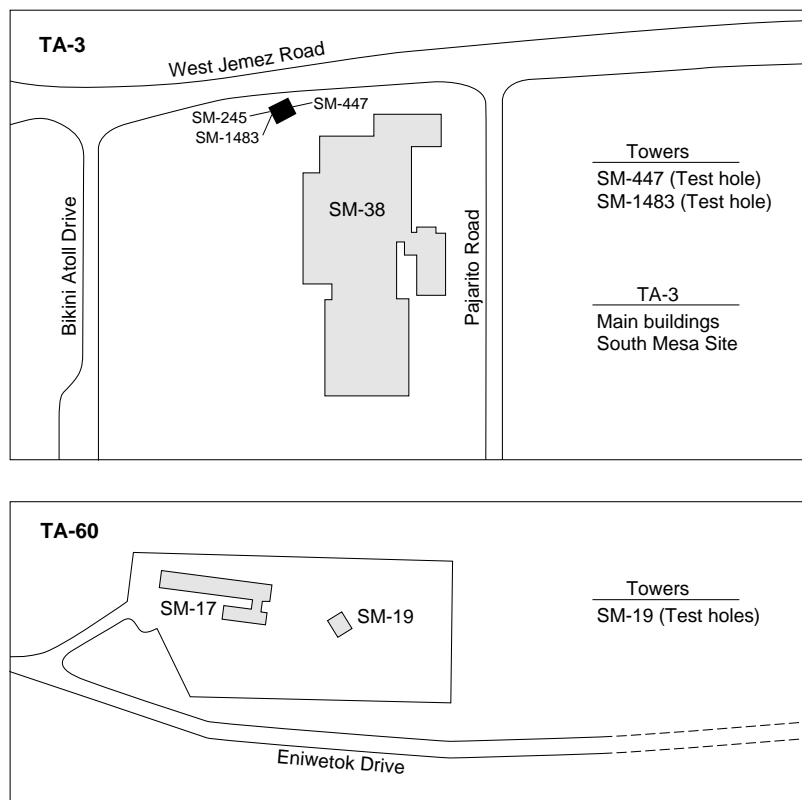 TA-3
West Jemez Road
SM-447
SM-245
SM-1483
SM-38
Bikini Atoll Drive
Pajarito Road
Towers
SM-447 (Test hole)
SM-1483 (Test hole)
TA-3
Main buildings
South Mesa Site
TA-60
SM-17
SM-19
Towers
SM-19 (Test holes)
Eniwetok Drive